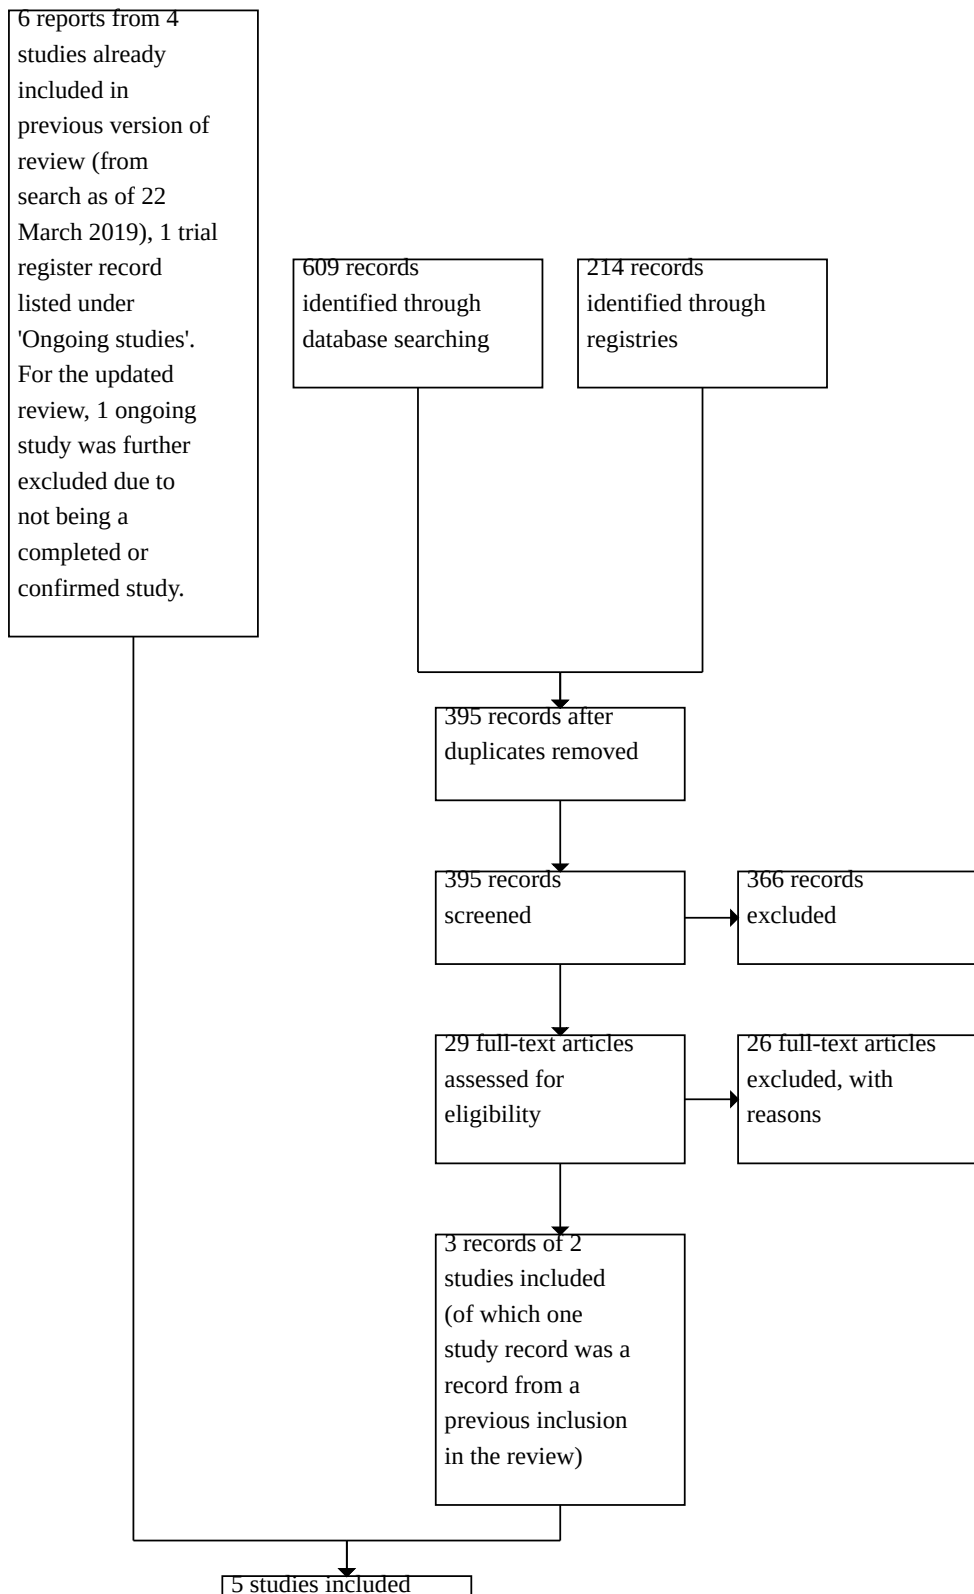 6 reports from 4
studies already
included in
previous version of
review (from
search as of 22
March 2019), 1 trial
register record
listed under
'Ongoing studies'.
For the updated
review, 1 ongoing
study was further
excluded due to
not being a
completed or
confirmed study.
609 records
identified through
database searching
214 records
identified through
registries
395 records after
duplicates removed
395 records
screened
366 records
excluded
29 full-text articles
assessed for
eligibility
26 full-text articles
excluded, with
reasons
3 records of 2
studies included
(of which one
study record was a
record from a
previous inclusion
in the review)
5 studies included